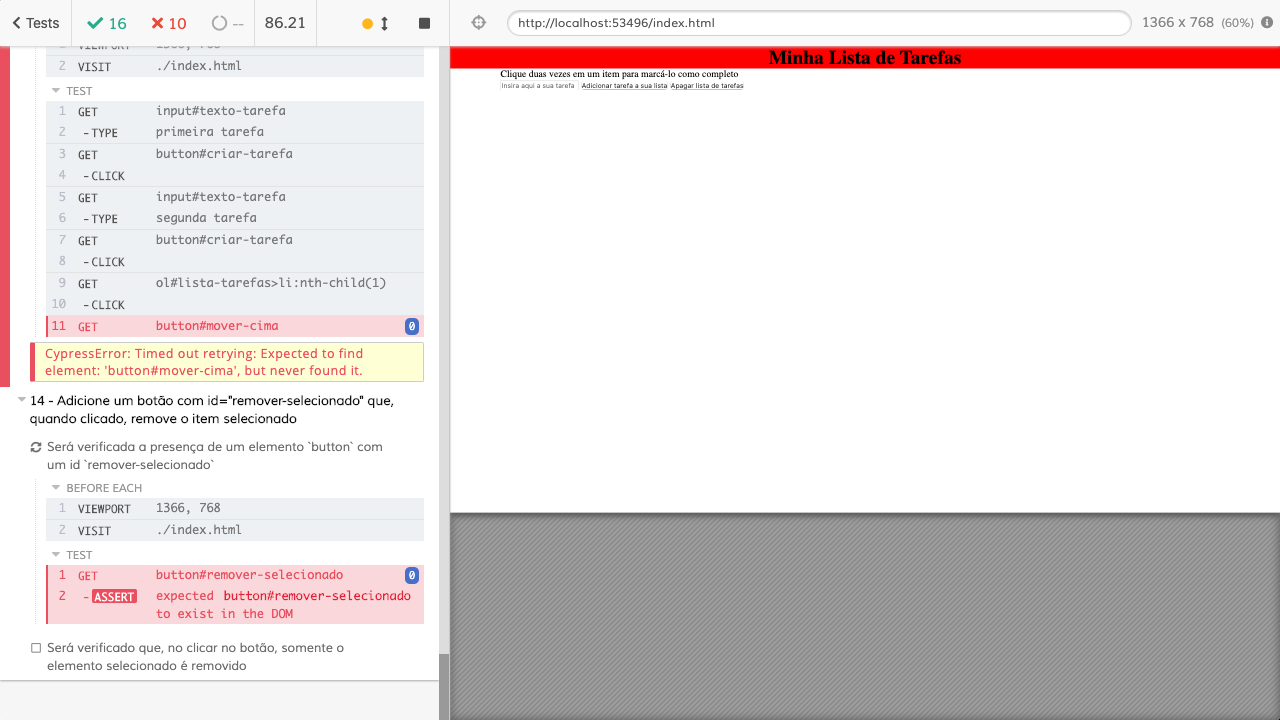 Tests 16 10 -- 86.21
http://localhost:53496/index.html 1366 x 768 (60%)
1 VIEWPORT 1366, 768
2 VISIT ./index.html
TEST
1 GET input#texto-tarefa
2 -TYPE primeira tarefa
3 GET button#criar-tarefa
4 -CLICK
5 GET input#texto-tarefa
6 -TYPE segunda tarefa
7 GET button#criar-tarefa
8 -CLICK
9 GET ol#lista-tarefas>li:nth-child(1)
10 -CLICK
11 GET button#mover-cima 0
CypressError: Timed out retrying: Expected to find
element: 'button#mover-cima', but never found it.
14 - Adicione um botão com id="remover-selecionado" que,
quando clicado, remove o item selecionado
Será verificada a presença de um elemento `button` com
um id `remover-selecionado`
BEFORE EACH
1 VIEWPORT 1366, 768
2 VISIT ./index.html
TEST
1 GET button#remover-selecionado 0
2 -ASSERT expected button#remover-selecionado
to exist in the DOM
Será verificado que, no clicar no botão, somente o
elemento selecionado é removido
Minha Lista de Tarefas
Clique duas vezes em um item para marcá-lo como completo
Insira aqui a sua tarefa Adicionar tarefa a sua lista Apagar lista de tarefas